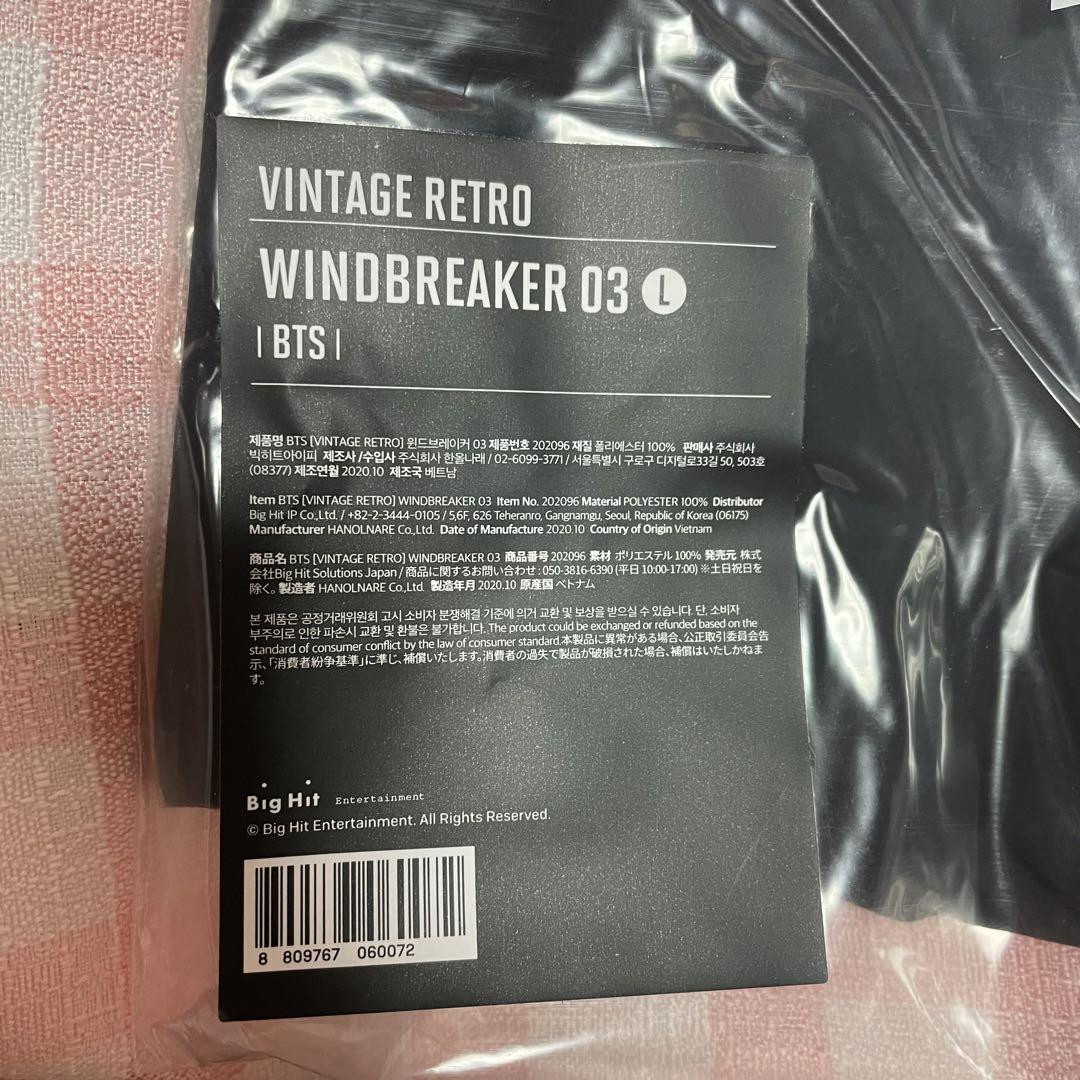 VINTAGE RETRO
WINDBREAKER 03 L
| BTS |
제품명 BTS [VINTAGE RETRO] 윈드브레이커 03 제품번호 202096 재질 폴리에스터 100% 판매사 주식회사
빅히트아이피 제조사 /수입사 주식회사 한올나래 / 02-6099-3771 / 서울특별시 구로구 디지털로33길 50, 503호
(08377) 제조연월 2020.10 제조국 베트남
Item BTS [VINTAGE RETRO] WINDBREAKER 03 Item No. 202096 Material POLYESTER 100% Distributor
Big Hit IP Co.,Ltd. / +82-2-3444-0105 / 5,6F, 626 Teheranro, Gangnamgu, Seoul, Republic of Korea (06175)
Manufacturer HANOLNARE Co.,Ltd. Date of Manufacture 2020.10 Country of Origin Vietnam
商品名 BTS [VINTAGE RETRO] WINDBREAKER 03 商品番号 202096 素材 ポリエステル 100% 発売元 株式
会社Big Hit Solutions Japan / 商品に関するお問い合わせ : 050-3816-6390 (平日 10:00-17:00) ※土日祝日を
除く。製造者 HANOLNARE Co.,Ltd. 製造年月 2020.10 原産国 ベトナム
본 제품은 공정거래위원회 고시 소비자 분쟁해결 기준에 의거 교환 및 보상을 받으실 수 있습니다. 단, 소비자
부주의로 인한 파손시 교환 및 환불은 불가합니다. The product could be exchanged or refunded based on the
standard of consumer conflict by the law of consumer standard.本製品に異常がある場合、公正取引委員会告
示、「消費者紛争基準」に準じ、補償いたします。消費者の過失で製品が破損された場合、補償はいたしかねま
す。
Big Hit Entertainment
© Big Hit Entertainment. All Rights Reserved.
8 809767 060072